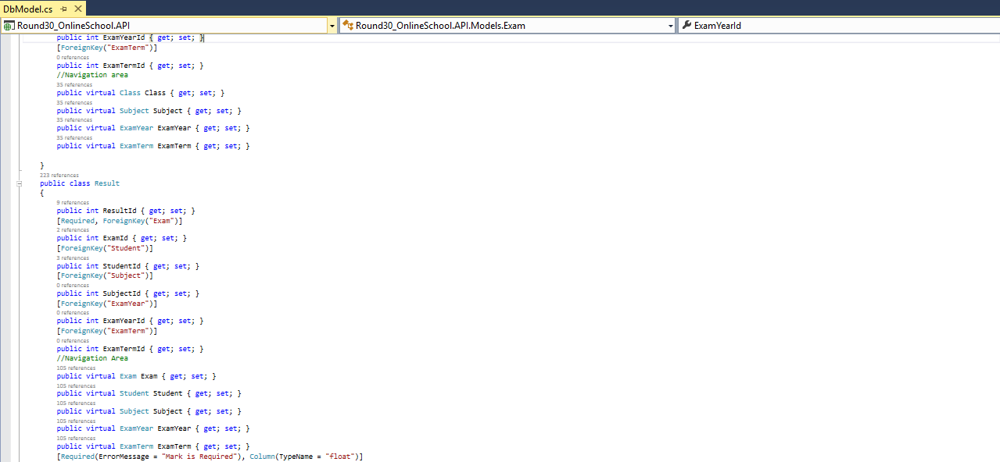 DbModel.cs
Round30_OnlineSchool.API
Round30_OnlineSchool.API.Models.Exam
ExamYearId
public int ExamYearId { get; set; }
[ForeignKey("ExamTerm")]
0 references
public int ExamTermId { get; set; }
//Navigation area
35 references
public virtual Class Class { get; set; }
35 references
public virtual Subject Subject { get; set; }
35 references
public virtual ExamYear ExamYear { get; set; }
35 references
public virtual ExamTerm ExamTerm { get; set; }
}
223 references
public class Result
{
9 references
public int ResultId { get; set; }
[Required, ForeignKey("Exam")]
2 references
public int ExamId { get; set; }
[ForeignKey("Student")]
3 references
public int StudentId { get; set; }
[ForeignKey("Subject")]
0 references
public int SubjectId { get; set; }
[ForeignKey("ExamYear")]
0 references
public int ExamYearId { get; set; }
[ForeignKey("ExamTerm")]
0 references
public int ExamTermId { get; set; }
//Navigation Area
105 references
public virtual Exam Exam { get; set; }
105 references
public virtual Student Student { get; set; }
105 references
public virtual Subject Subject { get; set; }
105 references
public virtual ExamYear ExamYear { get; set; }
105 references
public virtual ExamTerm ExamTerm { get; set; }
[Required(ErrorMessage = "Mark is Required"), Column(TypeName = "float")]